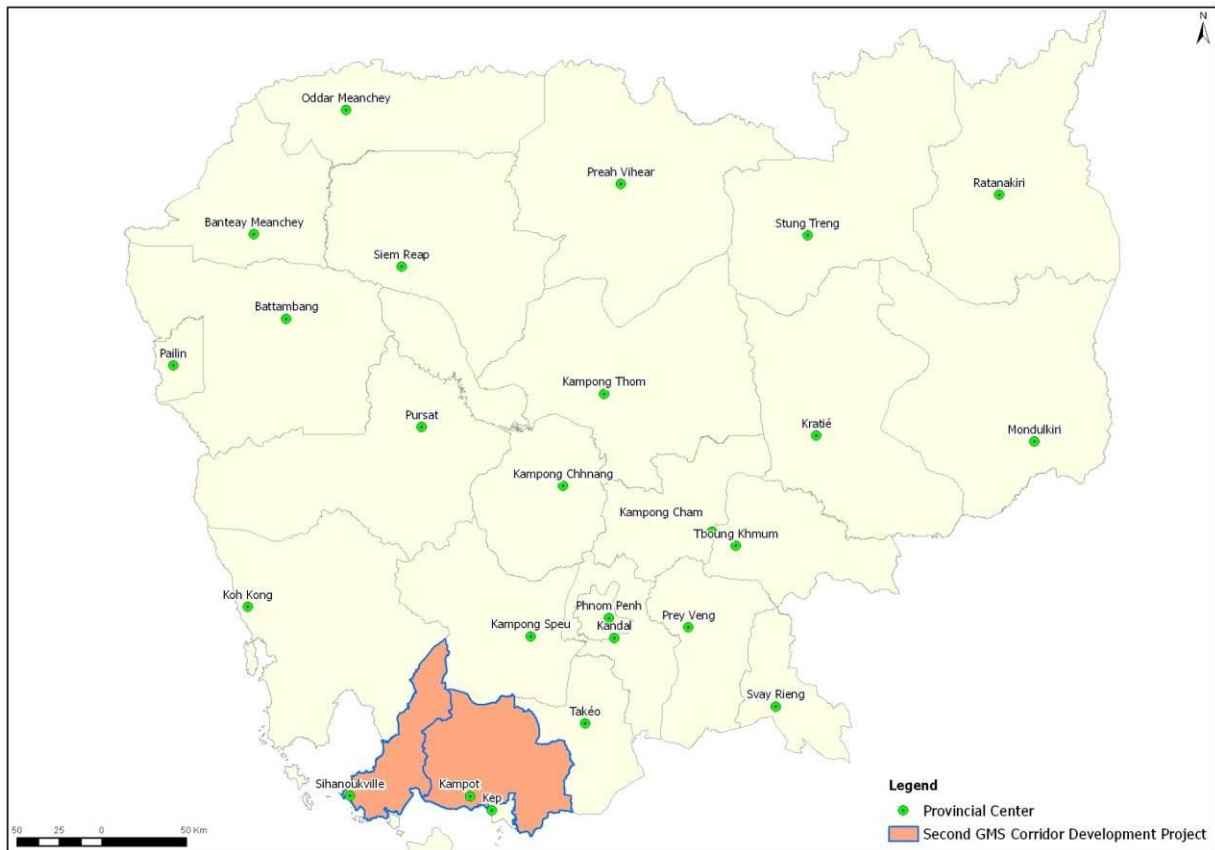 N
Oddar Meanchey
Preah Vihear
Ratanakiri
Banteay Meanchey
Stung Treng
Siem Reap
Battambang
Pailin
Kampong Thom
Pursat
Kratié
Mondulkiri
Kampong Chhnang
Kampong Cham
Tboung Khmum
Koh Kong
Phnom Penh
Prey Veng
Kampong Speu
Kandal
Svay Rieng
Takéo
Sihanoukville
Kampot
Kep
Legend
Provincial Center
Second GMS Corridor Development Project
50 25 0 50 Km